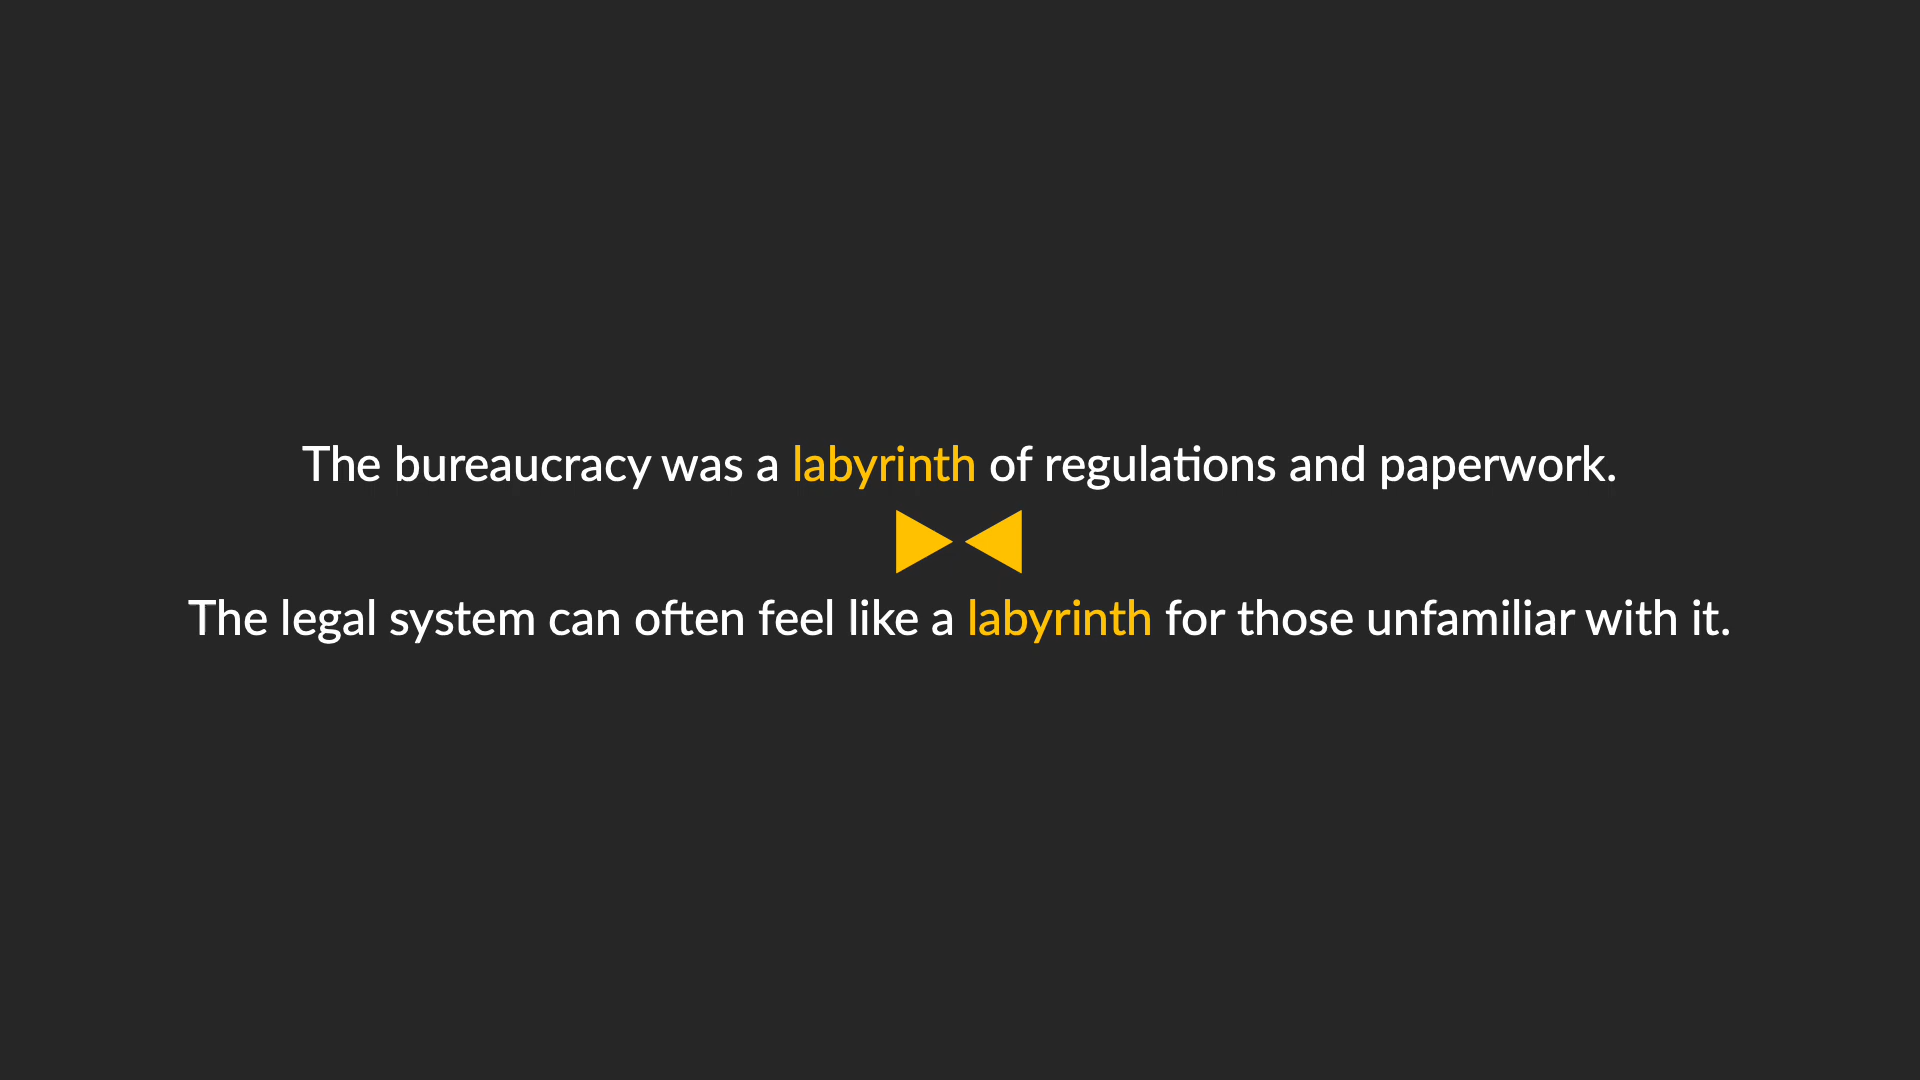 The bureaucracy was a labyrinth of regulations and paperwork.
The legal system can often feel like a labyrinth for those unfamiliar with it.